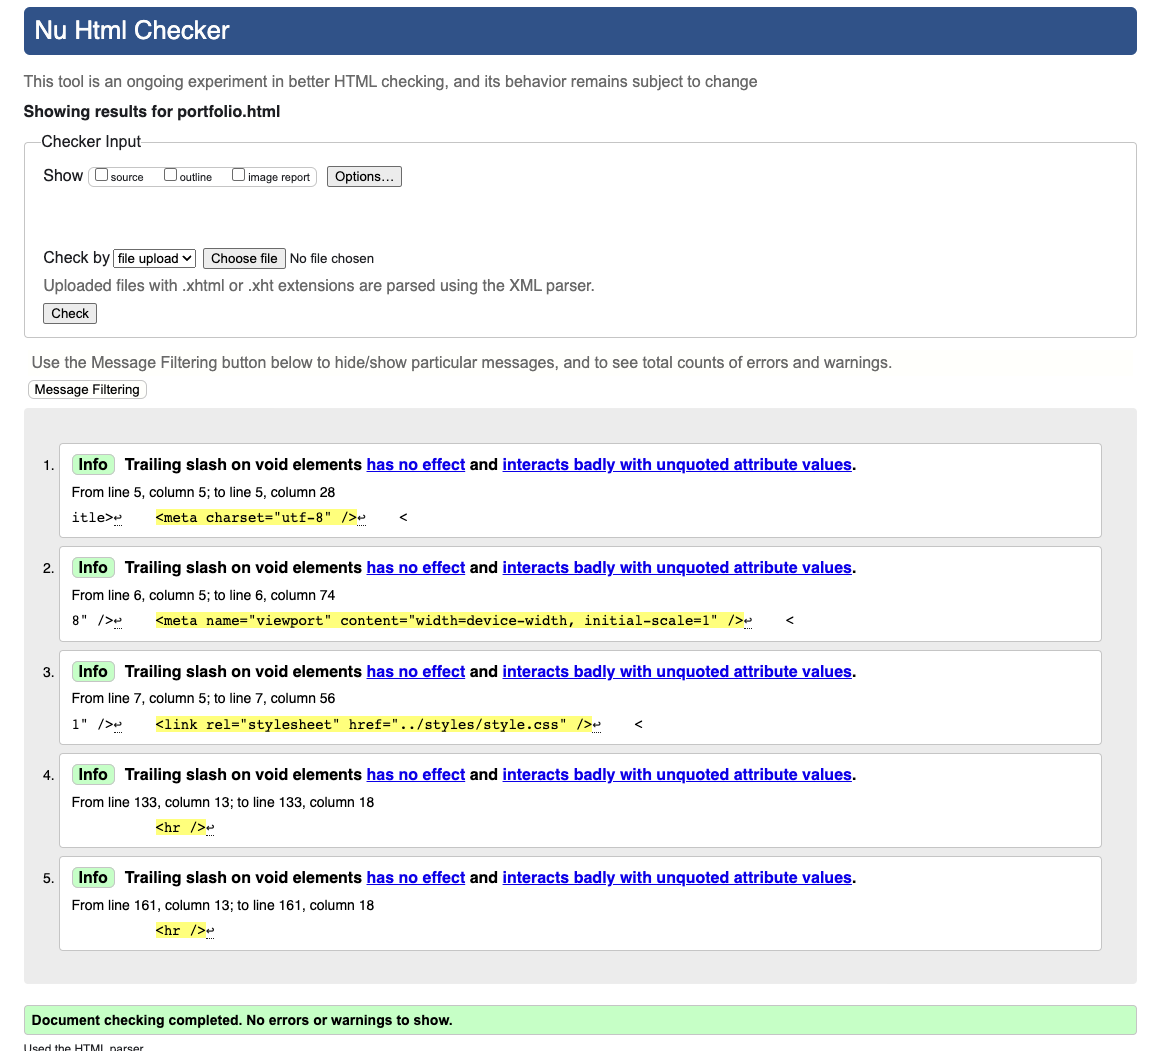 Nu Html Checker
This tool is an ongoing experiment in better HTML checking, and its behavior remains subject to change
Showing results for portfolio.html
Checker Input
Show source outline image report Options...
Check by file upload Choose file No file chosen
Uploaded files with .xhtml or .xht extensions are parsed using the XML parser.
Check
Use the Message Filtering button below to hide/show particular messages, and to see total counts of errors and warnings.
Message Filtering
1. Info Trailing slash on void elements has no effect and interacts badly with unquoted attribute values.
From line 5, column 5; to line 5, column 28
itle>↩ <meta charset="utf-8" />↩ <
2. Info Trailing slash on void elements has no effect and interacts badly with unquoted attribute values.
From line 6, column 5; to line 6, column 74
8" />↩ <meta name="viewport" content="width=device-width, initial-scale=1" />↩ <
3. Info Trailing slash on void elements has no effect and interacts badly with unquoted attribute values.
From line 7, column 5; to line 7, column 56
1" />↩ <link rel="stylesheet" href="../styles/style.css" />↩ <
4. Info Trailing slash on void elements has no effect and interacts badly with unquoted attribute values.
From line 133, column 13; to line 133, column 18
<hr />↩
5. Info Trailing slash on void elements has no effect and interacts badly with unquoted attribute values.
From line 161, column 13; to line 161, column 18
<hr />↩
Document checking completed. No errors or warnings to show.
Used the HTML parser